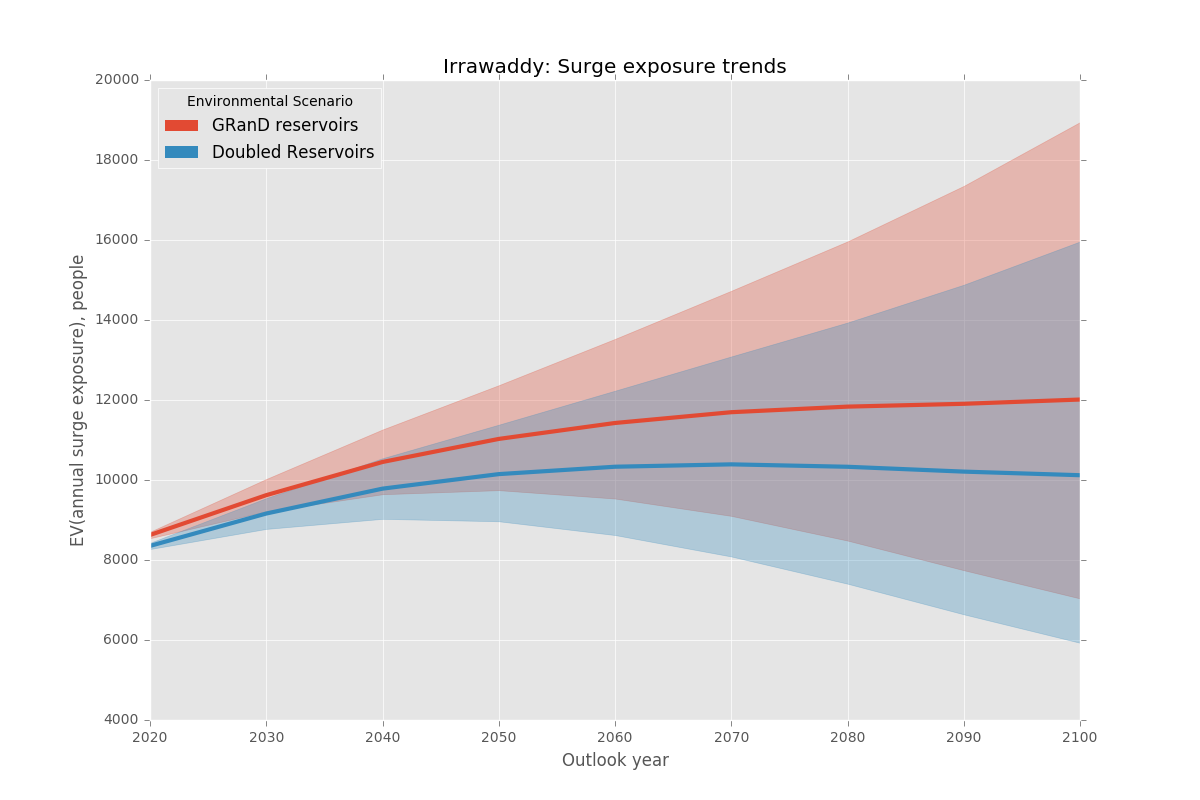 Irrawaddy: Surge exposure trends
Environmental Scenario
GRanD reservoirs
Doubled Reservoirs
EV(annual surge exposure), people
20000
18000
16000
14000
12000
10000
8000
6000
4000
2020 2030 2040 2050 2060 2070 2080 2090 2100
Outlook year